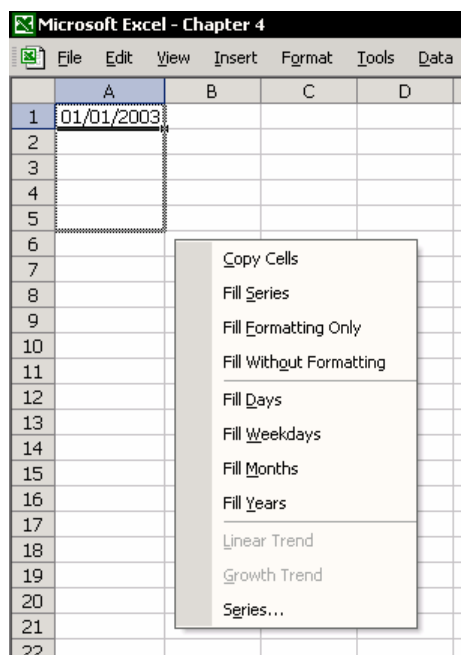 Microsoft Excel - Chapter 4
File Edit View Insert Format Tools Data
A B C D
1 01/01/2003
2
3
4
5
6
7
8
9
10
11
12
13
14
15
16
17
18
19
20
21
22
Copy Cells
Fill Series
Fill Formatting Only
Fill Without Formatting
Fill Days
Fill Weekdays
Fill Months
Fill Years
Linear Trend
Growth Trend
Series...